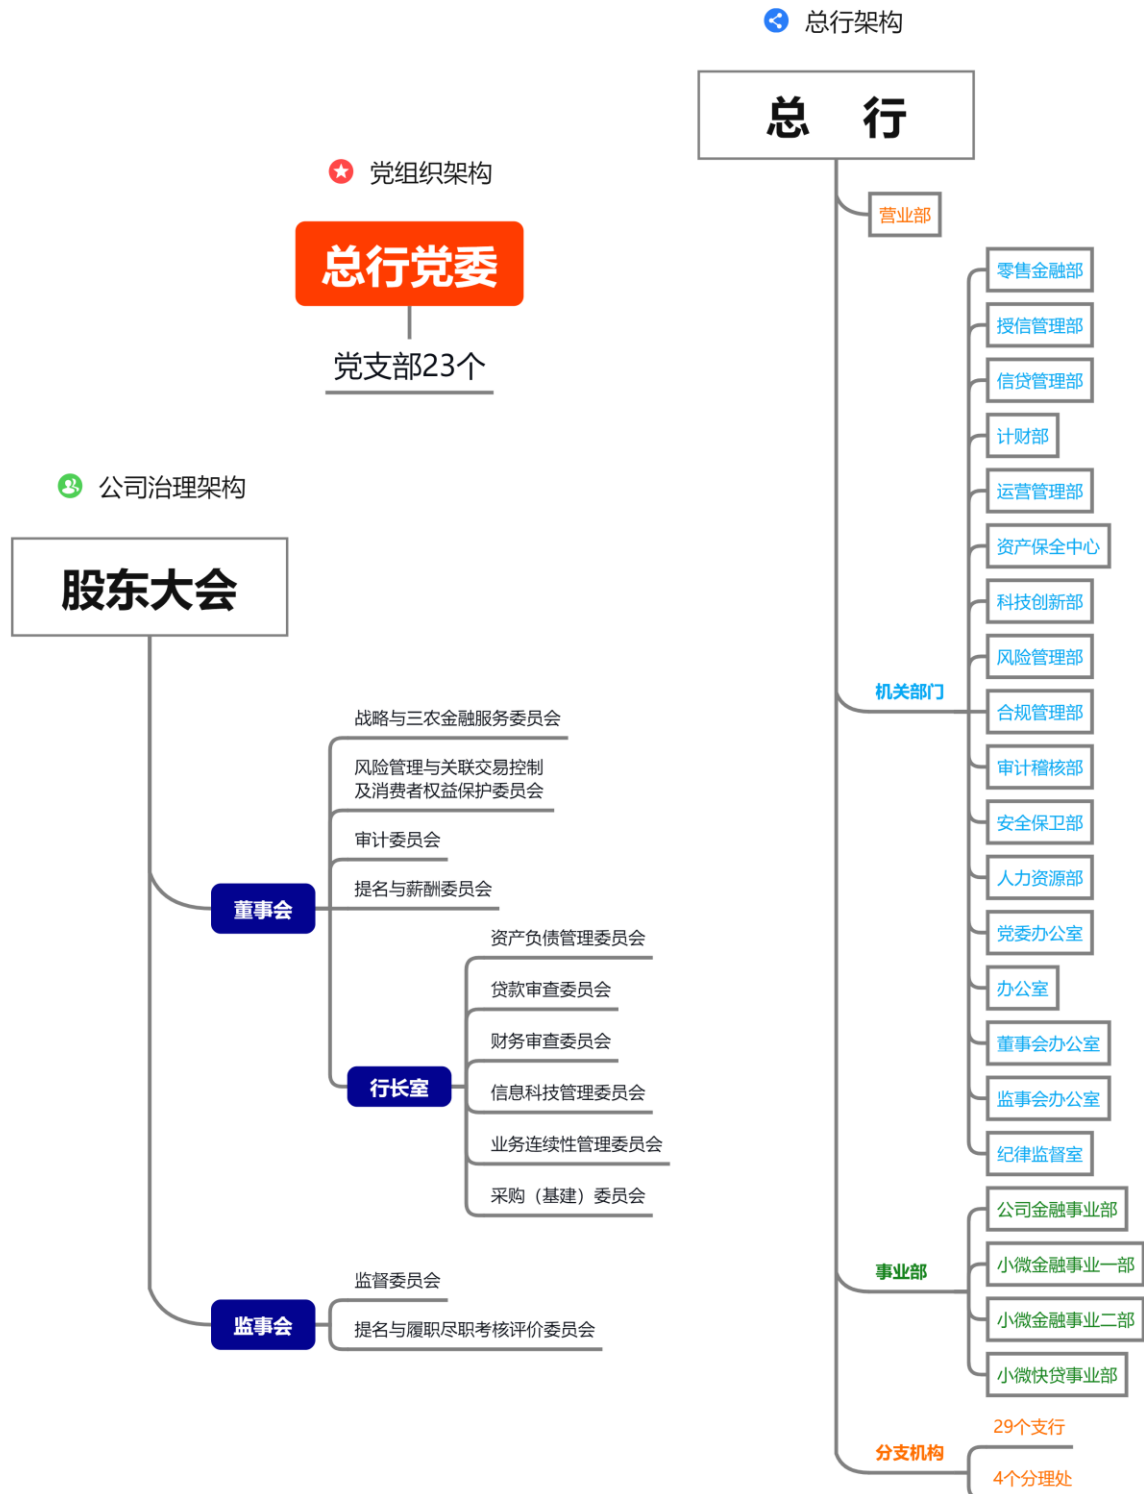 总行架构
总 行
营业部
零售金融部
授信管理部
信贷管理部
计财部
运营管理部
资产保全中心
科技创新部
风险管理部
机关部门
合规管理部
审计稽核部
安全保卫部
人力资源部
党委办公室
办公室
董事会办公室
监事会办公室
纪律监督室
事业部
公司金融事业部
小微金融事业一部
小微金融事业二部
小微快贷事业部
分支机构
29个支行
4个分理处
党组织架构
总行党委
党支部23个
公司治理架构
股东大会
董事会
战略与三农金融服务委员会
风险管理与关联交易控制
及消费者权益保护委员会
审计委员会
提名与薪酬委员会
行长室
资产负债管理委员会
贷款审查委员会
财务审查委员会
信息科技管理委员会
业务连续性管理委员会
采购（基建）委员会
监事会
监督委员会
提名与履职尽职考核评价委员会